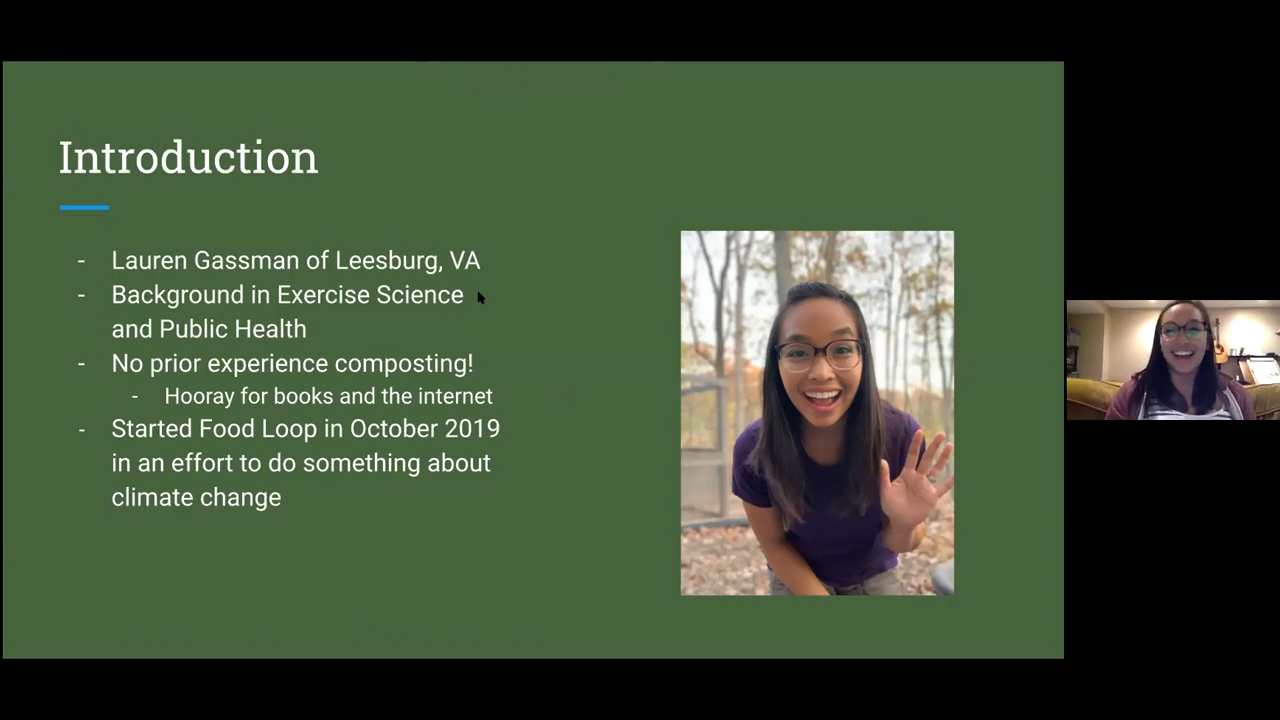 Introduction
- Lauren Gassman of Leesburg, VA
- Background in Exercise Science
and Public Health
- No prior experience composting!
- Hooray for books and the internet
- Started Food Loop in October 2019
in an effort to do something about
climate change